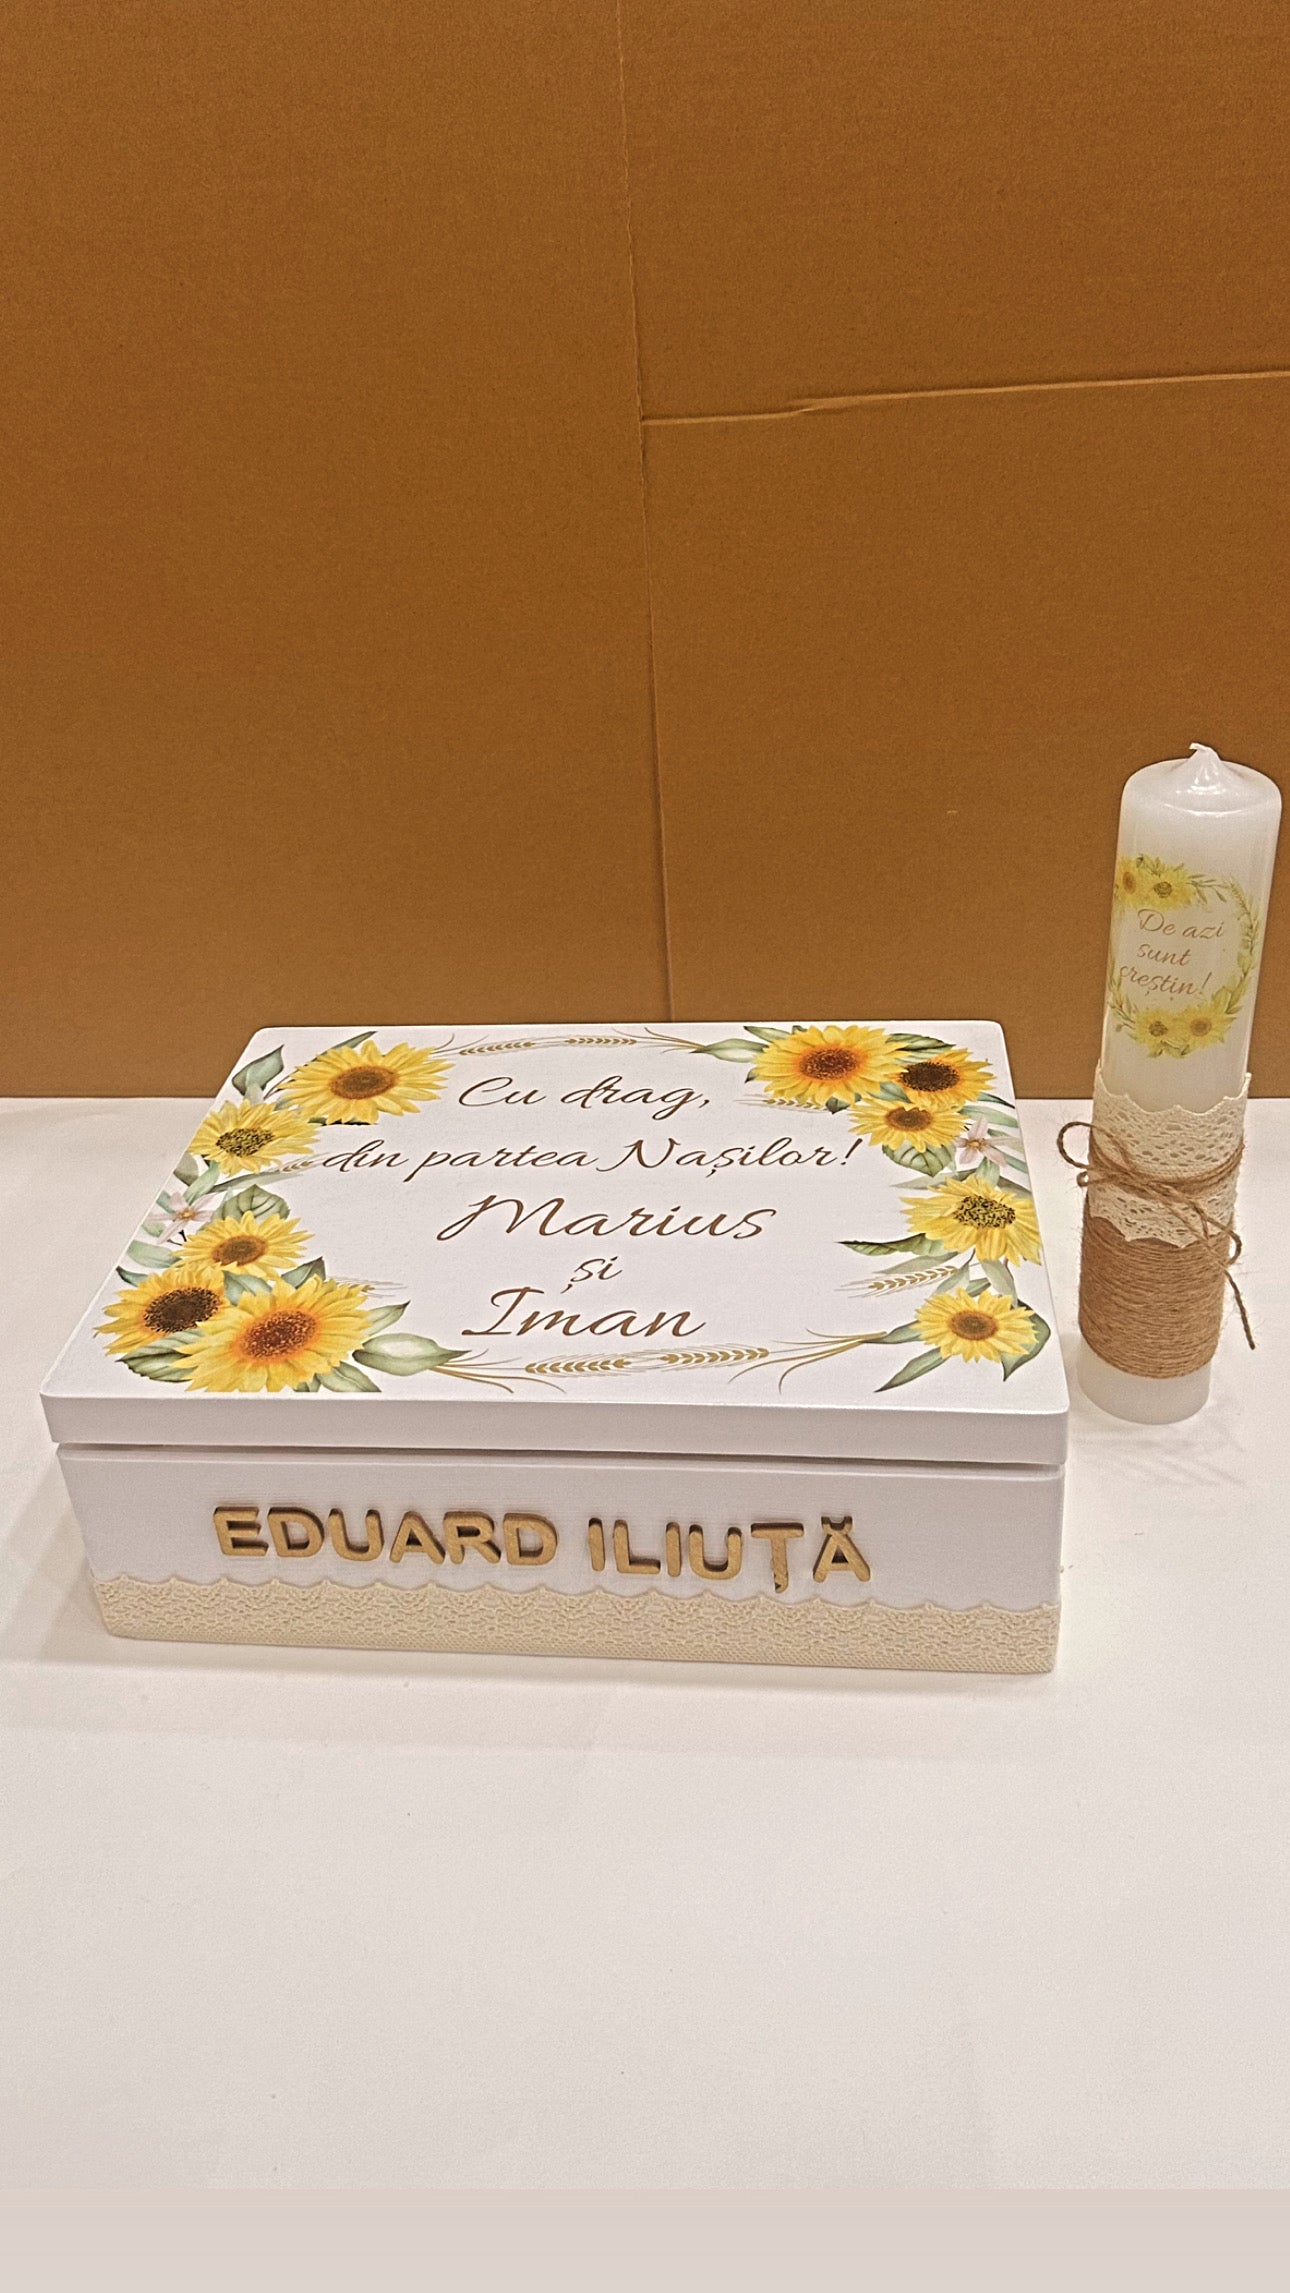 Cu drag,
din partea Nașilor!
Marius
și
Iman
EDUARD ILIUȚĂ
De azi
sunt
creștin!